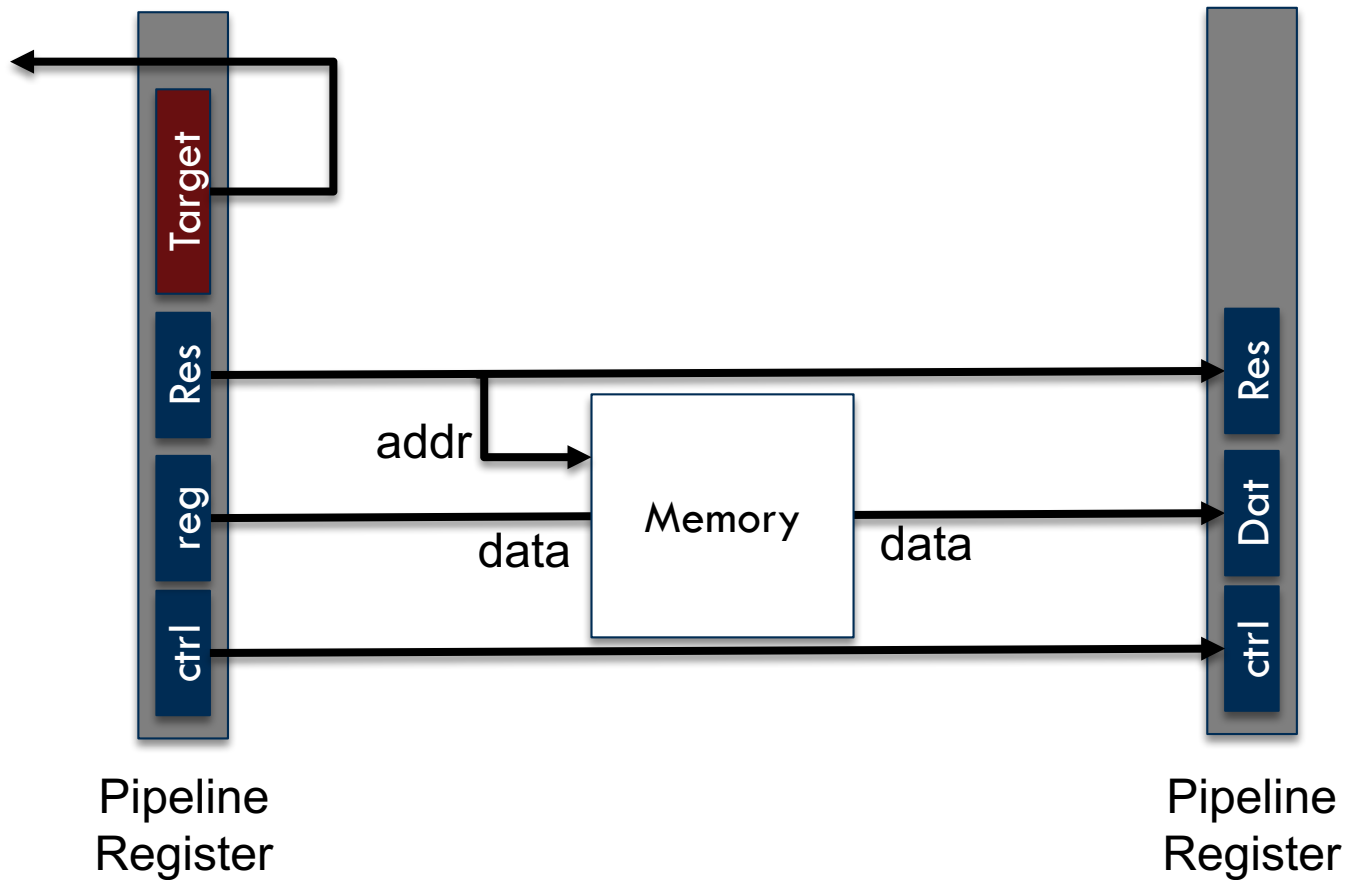 Target
Res
reg
ctrl
addr
data
Memory
data
Res
Dat
ctrl
Pipeline
Register
Pipeline
Register